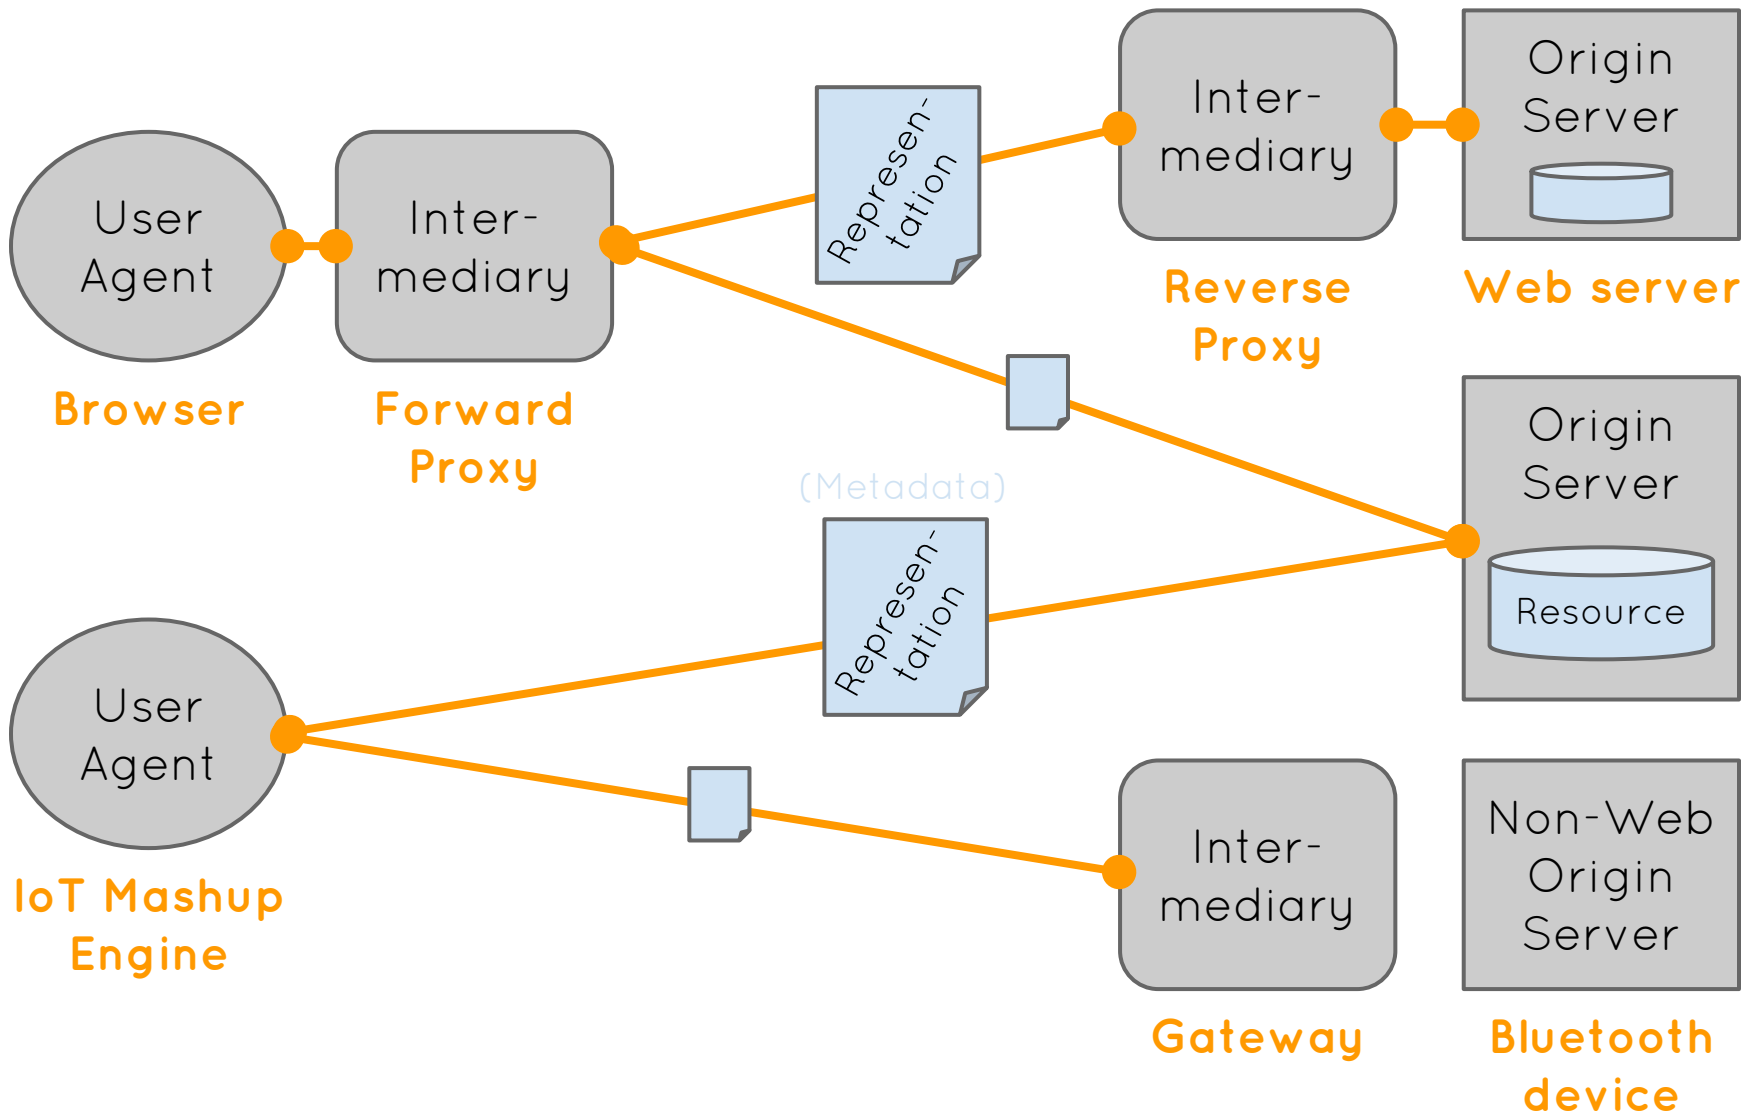 User
Agent
Browser
Inter-
mediary
Forward
Proxy
Represen-
tation
Inter-
mediary
Reverse
Proxy
Origin
Server
Web server
Origin
Server
Resource
(Metadata)
Represen-
tation
User
Agent
IoT Mashup
Engine
Inter-
mediary
Gateway
Non-Web
Origin
Server
Bluetooth
device